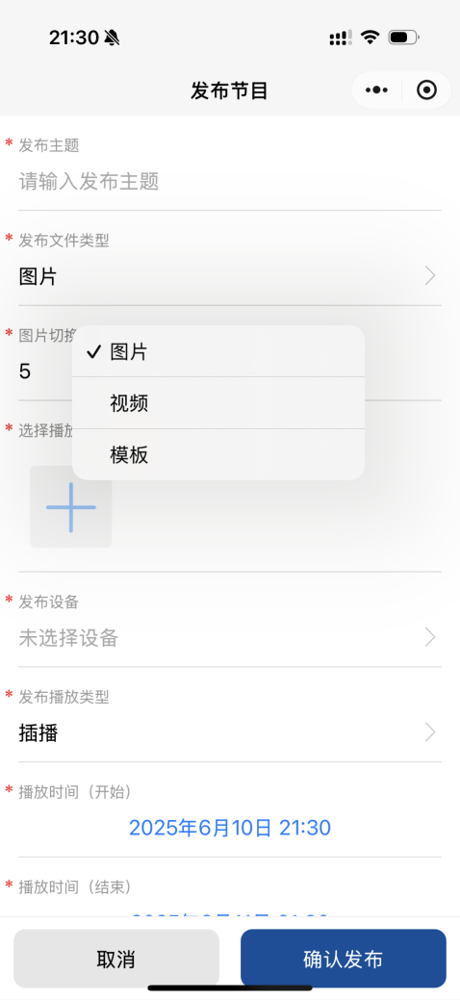 21:30
发布节目
* 发布主题
请输入发布主题
* 发布文件类型
图片
* 图片切换
5
图片
视频
模板
* 选择播放
* 发布设备
未选择设备
* 发布播放类型
插播
* 播放时间（开始）
2025年6月10日 21:30
* 播放时间（结束）
取消
确认发布